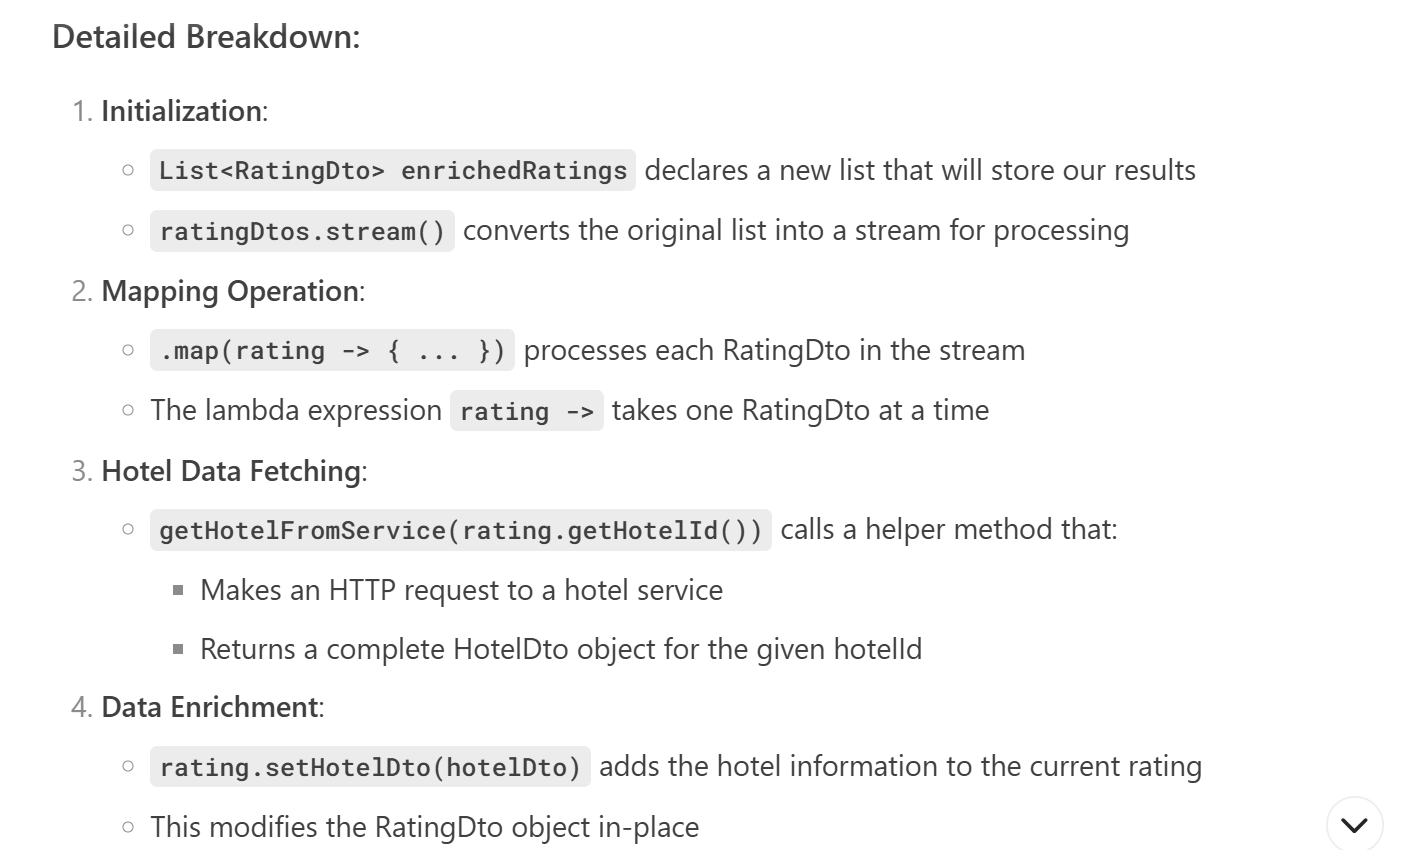 Detailed Breakdown:
1. Initialization:
List<RatingDto> enrichedRatings declares a new list that will store our results
ratingDtos.stream() converts the original list into a stream for processing
2. Mapping Operation:
.map(rating -> { ... }) processes each RatingDto in the stream
The lambda expression rating -> takes one RatingDto at a time
3. Hotel Data Fetching:
getHotelFromService(rating.getHotelId()) calls a helper method that:
Makes an HTTP request to a hotel service
Returns a complete HotelDto object for the given hotelId
4. Data Enrichment:
rating.setHotelDto(hotelDto) adds the hotel information to the current rating
This modifies the RatingDto object in-place